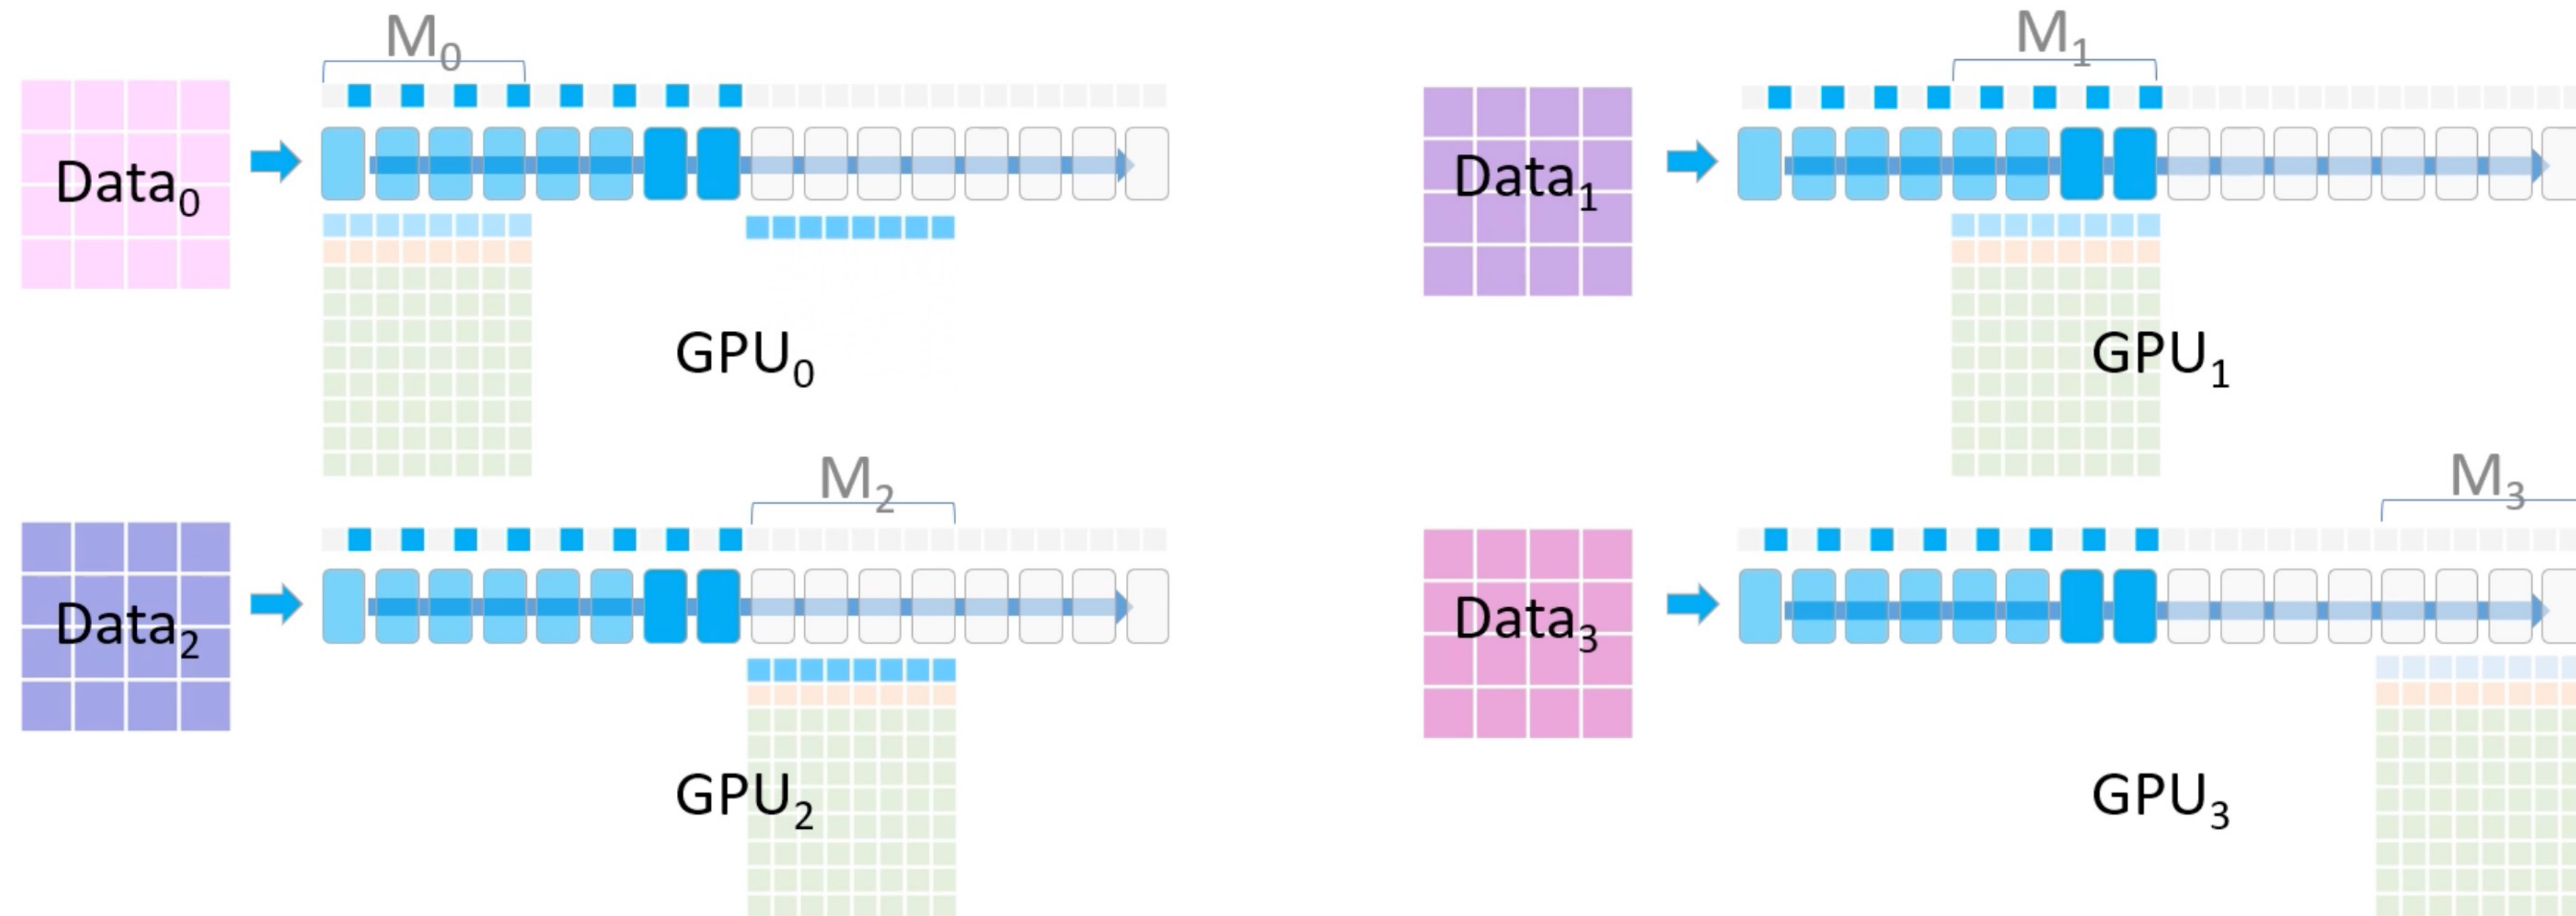 M₀
Data₀
GPU₀
M₁
Data₁
GPU₁
M₂
Data₂
GPU₂
M₃
Data₃
GPU₃